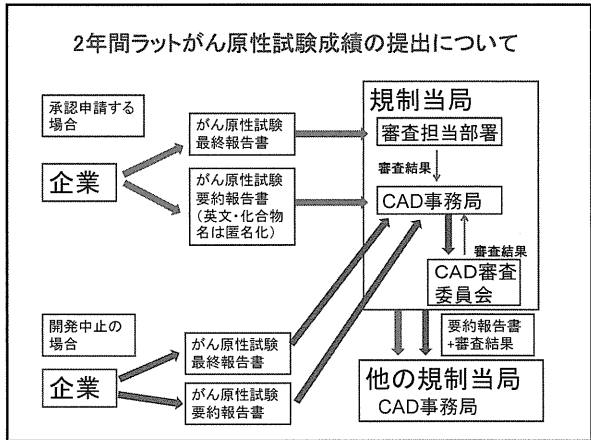 2年間ラットがん原性試験成績の提出について
承認申請する
場合
企業
がん原性試験
最終報告書
がん原性試験
要約報告書
(英文・化合物
名は匿名化)
規制当局
審査担当部署
審査結果
CAD事務局
審査結果
CAD審査
委員会
開発中止の
場合
企業
がん原性試験
最終報告書
がん原性試験
要約報告書
要約報告書
+審査結果
他の規制当局
CAD事務局